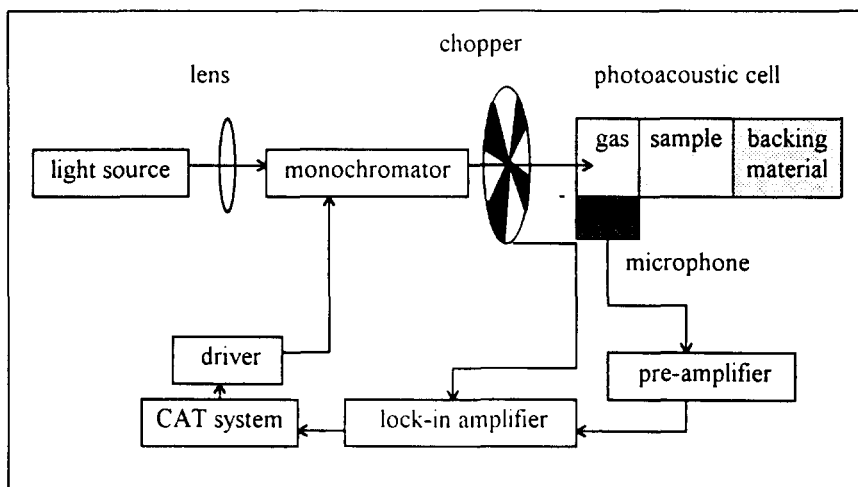 chopper
lens
photoacoustic cell
gas
sample
backing
material
light source
monochromator
microphone
driver
pre-amplifier
CAT system
lock-in amplifier